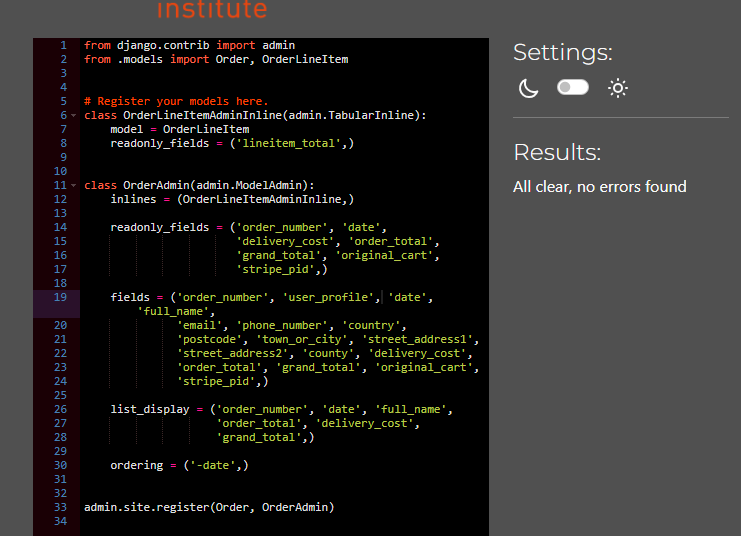 institute
1 from django.contrib import admin
2 from .models import Order, OrderLineItem
3
4
5 # Register your models here.
6 class OrderLineItemAdminInline(admin.TabularInline):
7     model = OrderLineItem
8     readonly_fields = ('lineitem_total',)
9
10
11 class OrderAdmin(admin.ModelAdmin):
12     inlines = (OrderLineItemAdminInline,)
13
14     readonly_fields = ('order_number', 'date',
15                        'delivery_cost', 'order_total',
16                        'grand_total', 'original_cart',
17                        'stripe_pid',)
18
19     fields = ('order_number', 'user_profile', 'date',
        'full_name',
20               'email', 'phone_number', 'country',
21               'postcode', 'town_or_city', 'street_address1',
22               'street_address2', 'county', 'delivery_cost',
23               'order_total', 'grand_total', 'original_cart',
24               'stripe_pid',)
25
26     list_display = ('order_number', 'date', 'full_name',
27                     'order_total', 'delivery_cost',
28                     'grand_total',)
29
30     ordering = ('-date',)
31
32
33 admin.site.register(Order, OrderAdmin)
34
Settings:
Results:
All clear, no errors found